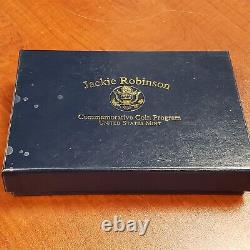 Jackie Robinson
Commemorative Coin Program
United States Mint